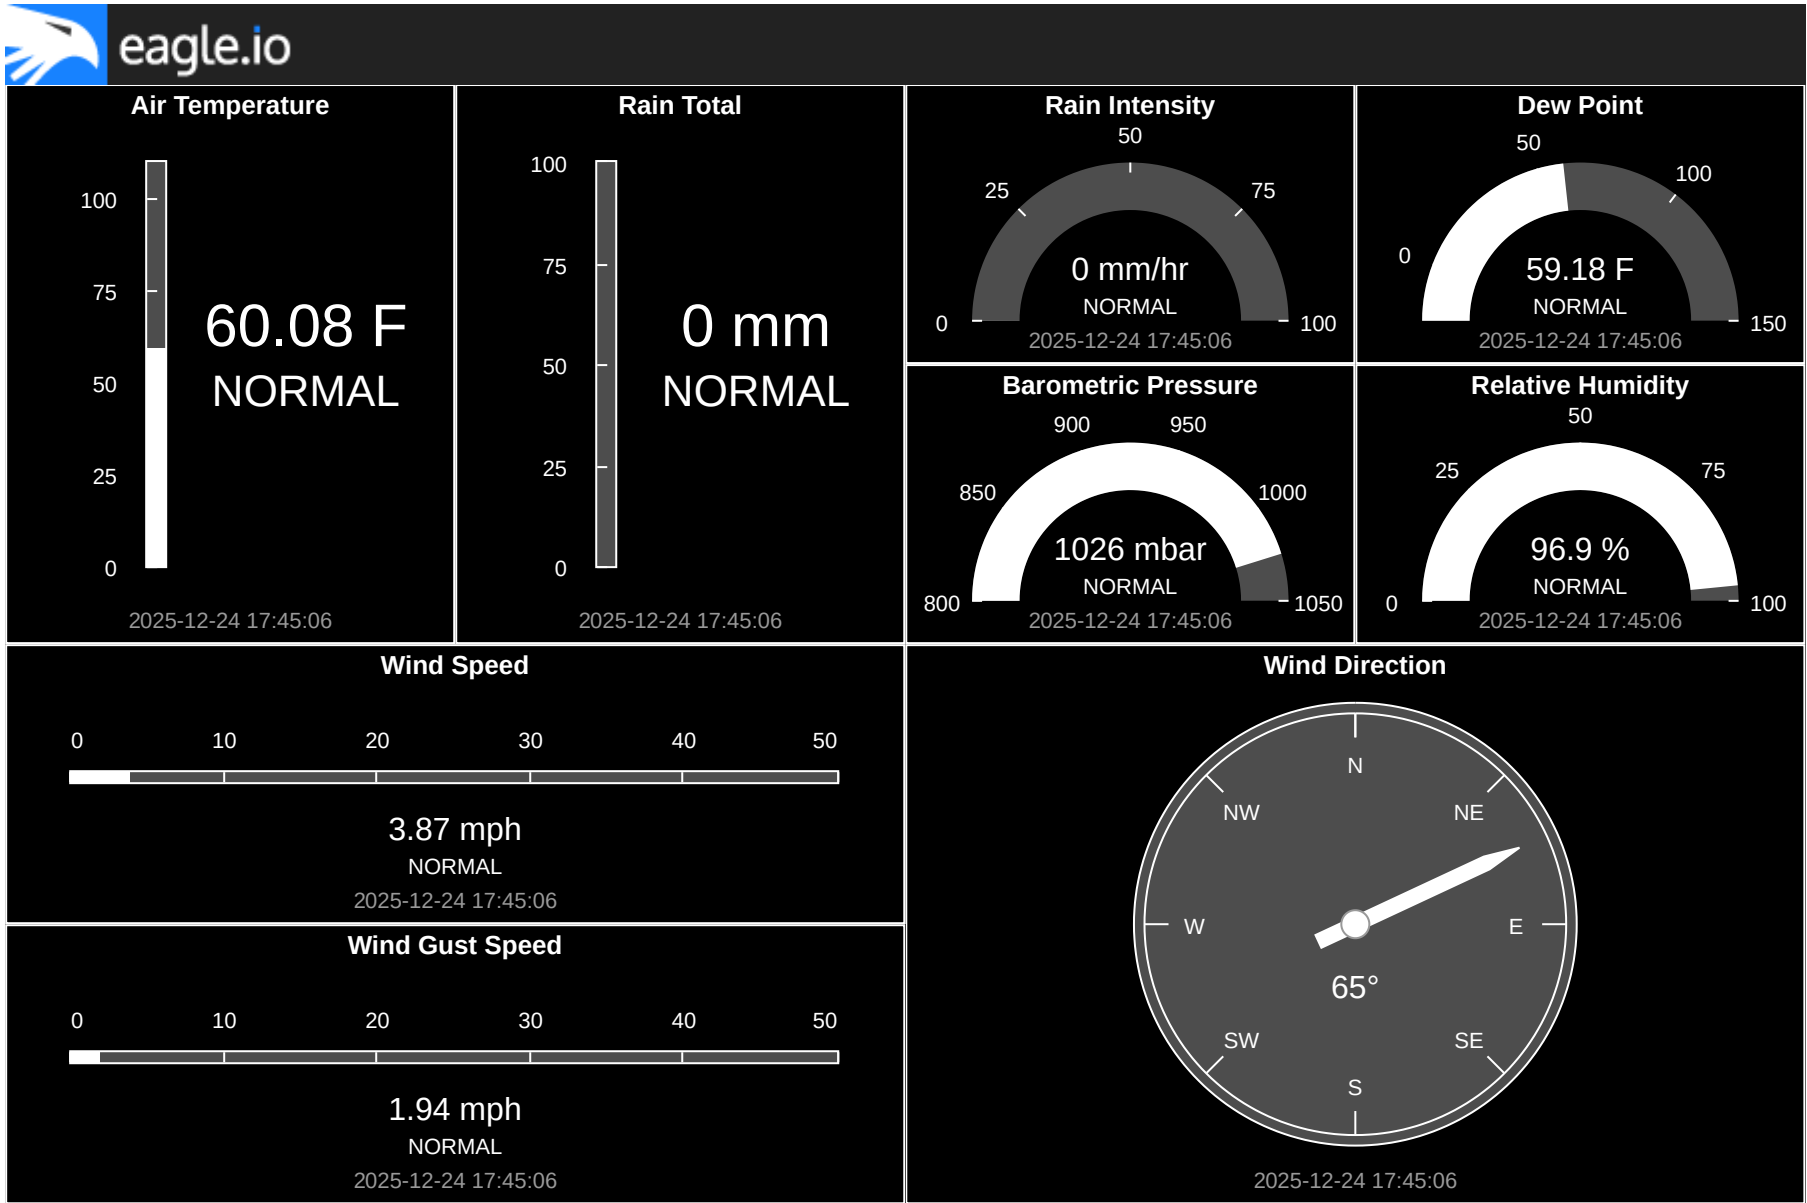 eagle.io
Air Temperature
100
75
50
25
0
60.08 F
NORMAL
2025-12-24 17:45:06
Rain Total
100
75
50
25
0
0 mm
NORMAL
2025-12-24 17:45:06
Rain Intensity
0
25
50
75
100
0 mm/hr
NORMAL
2025-12-24 17:45:06
Dew Point
0
50
100
150
59.18 F
NORMAL
2025-12-24 17:45:06
Barometric Pressure
800
850
900
950
1000
1050
1026 mbar
NORMAL
2025-12-24 17:45:06
Relative Humidity
0
25
50
75
100
96.9 %
NORMAL
2025-12-24 17:45:06
Wind Speed
0 10 20 30 40 50
3.87 mph
NORMAL
2025-12-24 17:45:06
Wind Gust Speed
0 10 20 30 40 50
1.94 mph
NORMAL
2025-12-24 17:45:06
Wind Direction
N
NW NE
W E
65°
SW SE
S
2025-12-24 17:45:06